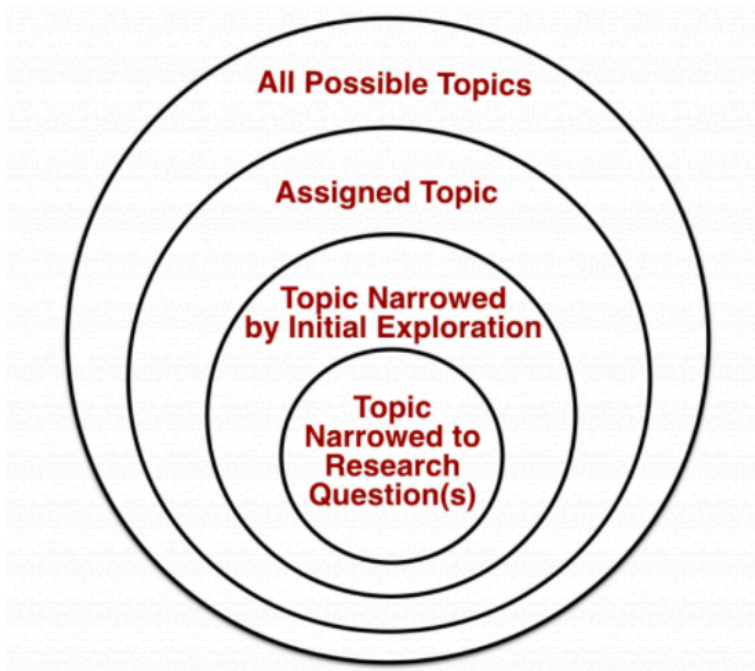 All Possible Topics
Assigned Topic
Topic Narrowed
by Initial Exploration
Topic
Narrowed to
Research
Question(s)